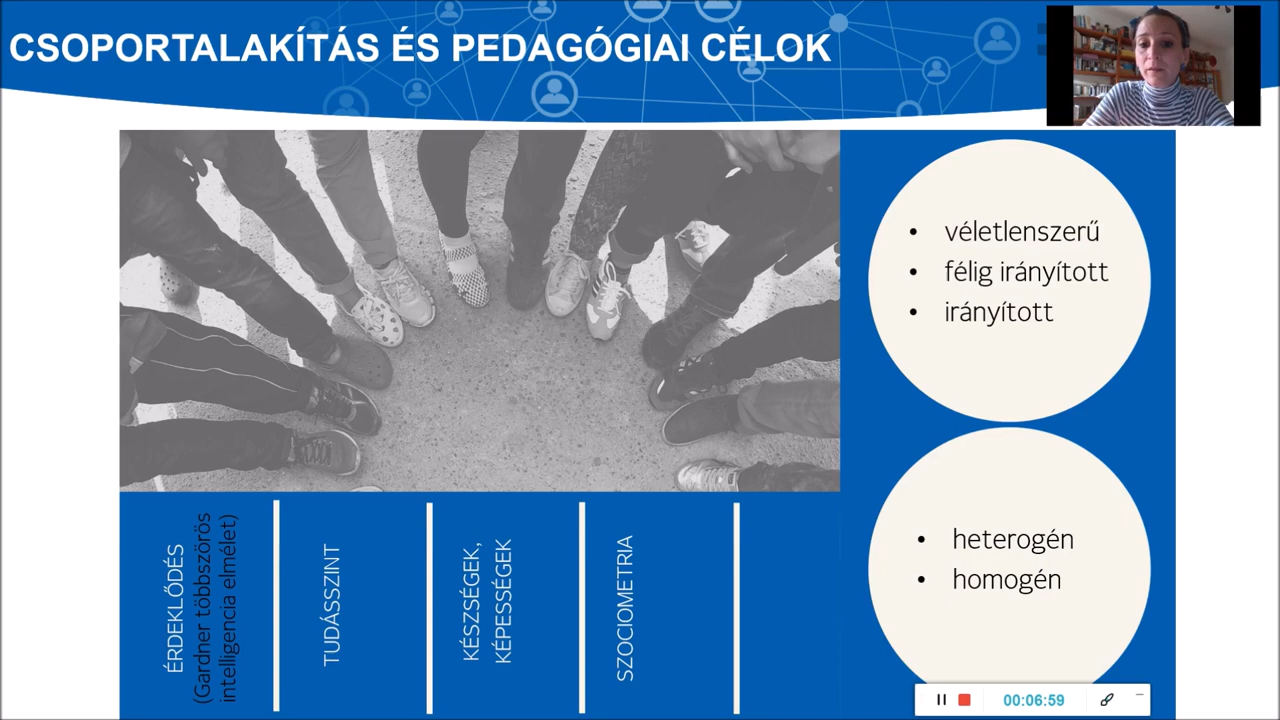 CSOPORTALAKÍTÁS ÉS PEDAGÓGIAI CÉLOK
• véletlenszerű
• félig irányított
• irányított
• heterogén
• homogén
ÉRDEKLŐDÉS
(Gardner többszörös
intelligencia elmélet)
TUDÁSSZINT
KÉSZSÉGEK,
KÉPESSÉGEK
SZOCIOMETRIA
00:06:59